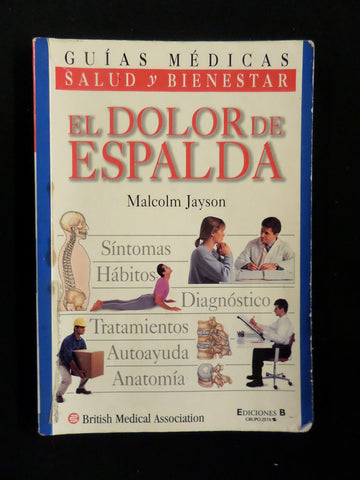 GUÍAS MÉDICAS
SALUD y BIENESTAR
EL DOLOR DE
ESPALDA
Malcolm Jayson
Síntomas
Hábitos
Diagnóstico
Tratamientos
Autoayuda
Anatomía
British Medical Association
EDICIONES B
GRUPO ZETA